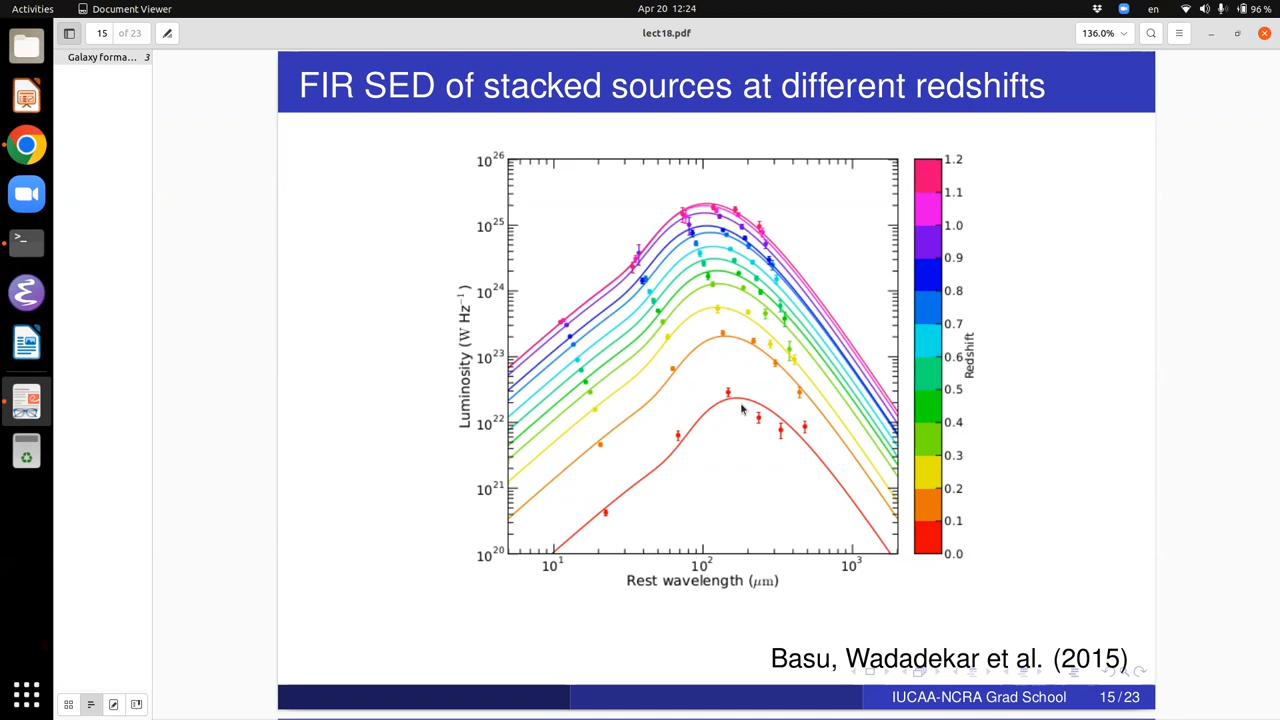 Activities
Document Viewer
Apr 20 12:24
en
96 %
15 of 23
lect18.pdf
136.0%
Galaxy forma... 3
FIR SED of stacked sources at different redshifts
10^26
10^25
10^24
10^23
10^22
10^21
10^20
Luminosity (W Hz^−1)
10^1
10^2
10^3
Rest wavelength (μm)
1.2
1.1
1.0
0.9
0.8
0.7
0.6
0.5
0.4
0.3
0.2
0.1
0.0
Redshift
Basu, Wadadekar et al. (2015)
IUCAA-NCRA Grad School
15 / 23